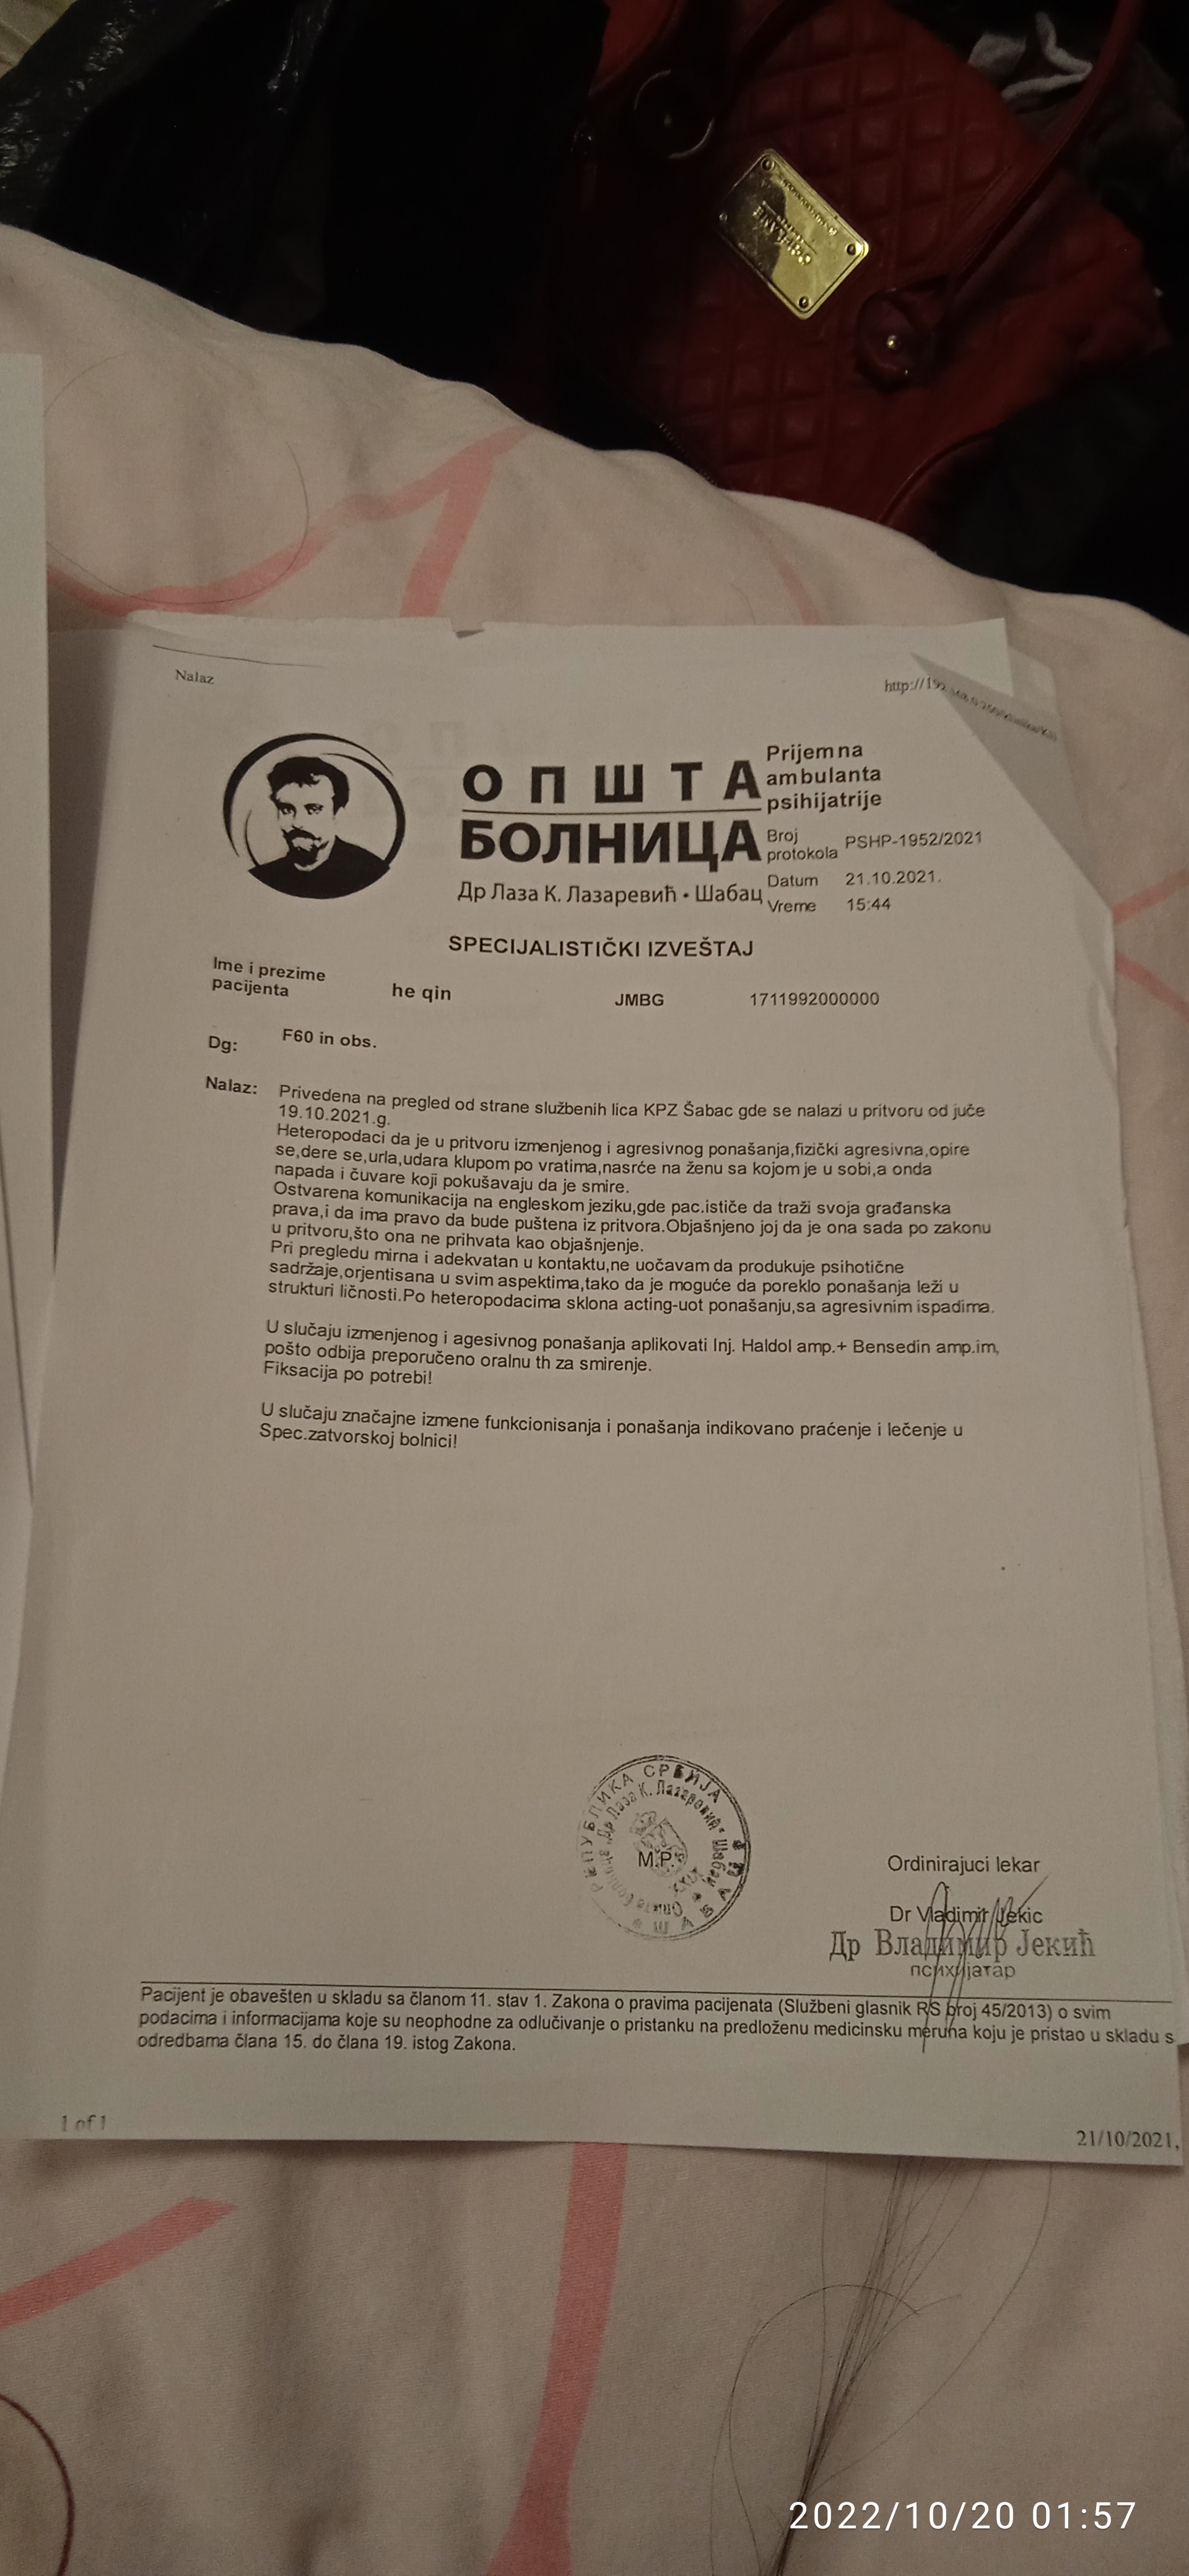 Nalaz
http://192.
ОПШТА
БОЛНИЦА
Др Лаза К. Лазаревић • Шабац
Prijemna
ambulanta
psihijatrije
Broj protokola PSHP-1952/2021
Datum 21.10.2021.
Vreme 15:44
SPECIJALISTIČKI IZVEŠTAJ
Ime i prezime pacijenta he qin JMBG 1711992000000
Dg: F60 in obs.
Nalaz: Privedena na pregled od strane službenih lica KPZ Šabac gde se nalazi u pritvoru od juče
19.10.2021.g.
Heteropodaci da je u pritvoru izmenjenog i agresivnog ponašanja,fizički agresivna,opire
se,dere se,urla,udara klupom po vratima,nasrće na ženu sa kojom je u sobi,a onda
napada i čuvare koji pokušavaju da je smire.
Ostvarena komunikacija na engleskom jeziku,gde pac.ističe da traži svoja građanska
prava,i da ima pravo da bude puštena iz pritvora.Objašnjeno joj da je ona sada po zakonu
u pritvoru,što ona ne prihvata kao objašnjenje.
Pri pregledu mirna i adekvatan u kontaktu,ne uočavam da produkuje psihotične
sadržaje,orjentisana u svim aspektima,tako da je moguće da poreklo ponašanja leži u
strukturi ličnosti.Po heteropodacima sklona acting-uot ponašanju,sa agresivnim ispadima.
U slučaju izmenjenog i agesivnog ponašanja aplikovati Inj. Haldol amp.+ Bensedin amp.im,
pošto odbija preporučeno oralnu th za smirenje.
Fiksacija po potrebi!
U slučaju značajne izmene funkcionisanja i ponašanja indikovano praćenje i lečenje u
Spec.zatvorskoj bolnici!
РЕПУБЛИКА СРБИЈА
Др Лаза К. Лазаревић" Шабац
М.Р.
ШАБАЦ
Ordinirajuci lekar
Dr Vladimir Jekic
Др Владимир Јекић
психијатар
Pacijent je obavešten u skladu sa članom 11. stav 1. Zakona o pravima pacijenata (Službeni glasnik RS broj 45/2013) o svim
podacima i informacijama koje su neophodne za odlučivanje o pristanku na predloženu medicinsku meruna koju je pristao u skladu s
odredbama člana 15. do člana 19. istog Zakona.
1 of 1
21/10/2021,
2022/10/20 01:57